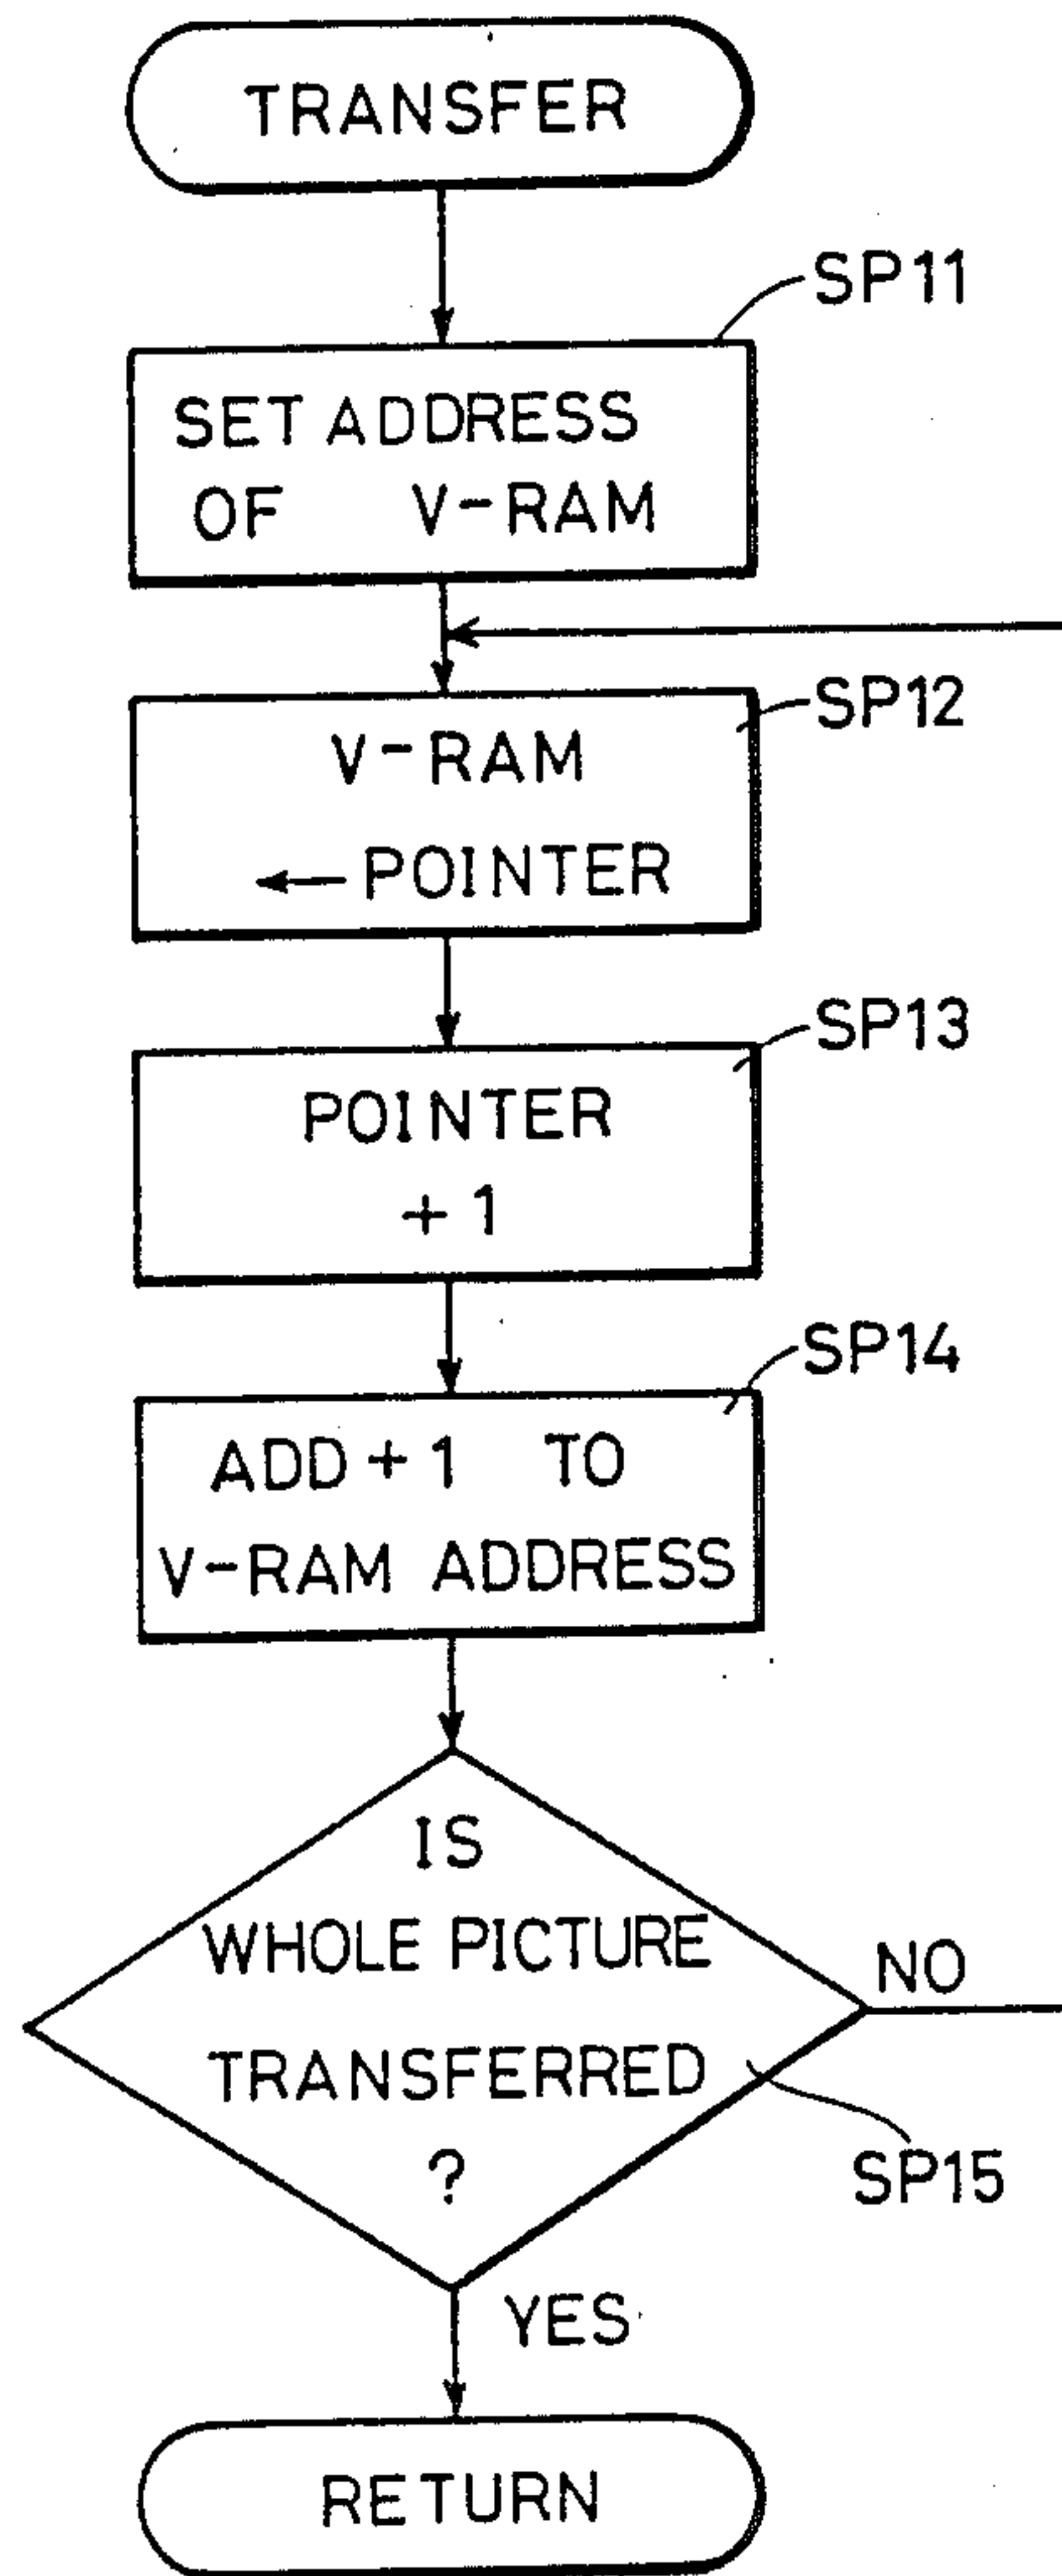 TRANSFER
SP11
SET ADDRESS
OF V-RAM
SP12
V-RAM
←POINTER
SP13
POINTER
+1
SP14
ADD+1 TO
V-RAM ADDRESS
IS
WHOLE PICTURE
NO
TRANSFERRED
SP15
?
YES
RETURN